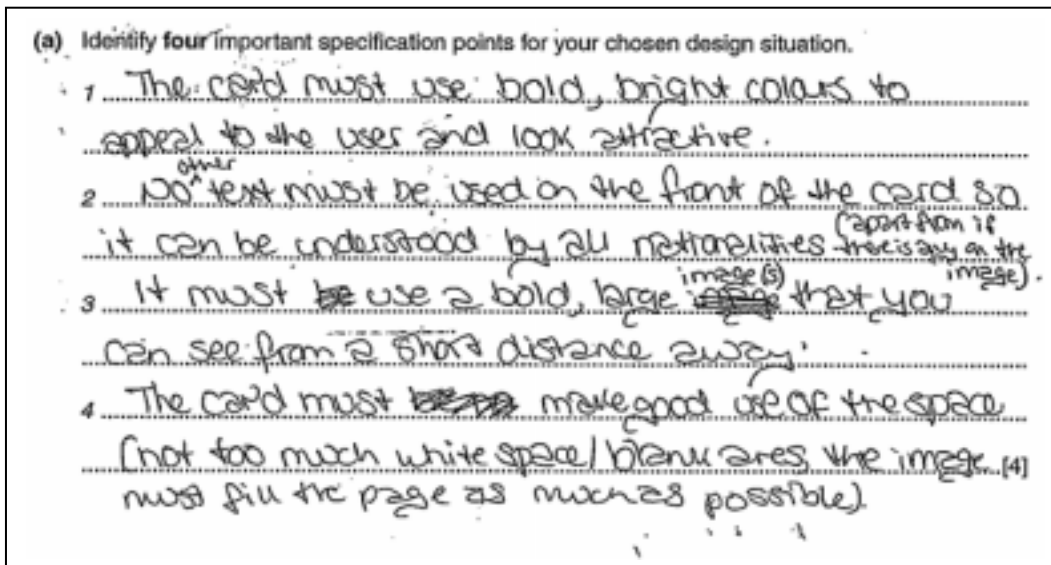 (a) Identify four important specification points for your chosen design situation.
1 The card must use bold, bright colours to
appeal to the user and look attractive.
2 No other text must be used on the front of the card so
it can be understood by all nationalities (apart from if there is any on the image).
3 It must use a bold, large image(s) that you
can see from a short distance away.
4 The card must make good use of the space
(not too much white space/blank ares, the image [4]
must fill the page as much as possible).